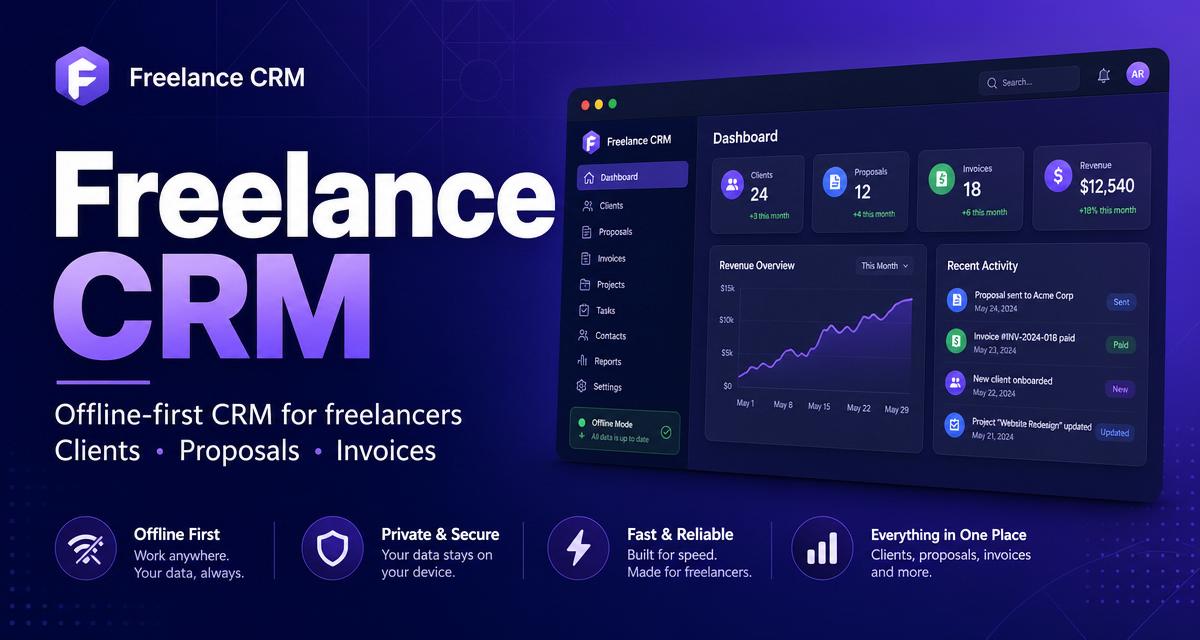 Freelance CRM
Freelance
CRM
Offline-first CRM for freelancers
Clients • Proposals • Invoices
Search...
AR
Freelance CRM
Dashboard
Clients
Proposals
Invoices
Projects
Tasks
Contacts
Reports
Settings
Offline Mode
All data is up to date
Dashboard
Clients
24
+3 this month
Proposals
12
+4 this month
Invoices
18
+6 this month
Revenue
$12,540
+18% this month
Revenue Overview
This Month
$15k
$10k
$5k
$0
May 1 May 8 May 15 May 22 May 29
Recent Activity
Proposal sent to Acme Corp
May 24, 2024
Sent
Invoice #INV-2024-018 paid
May 23, 2024
Paid
New client onboarded
May 22, 2024
New
Project "Website Redesign" updated
May 21, 2024
Updated
Offline First
Work anywhere.
Your data, always.
Private & Secure
Your data stays on
your device.
Fast & Reliable
Built for speed.
Made for freelancers.
Everything in One Place
Clients, proposals, invoices
and more.